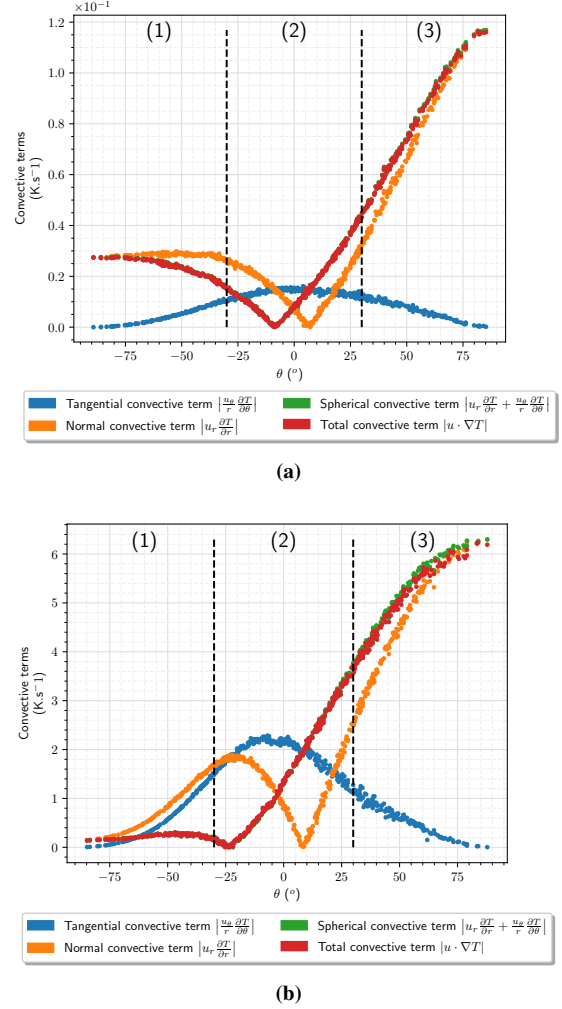 ×10⁻¹
(1) (2) (3)
1.2
1.0
0.8
0.6
0.4
0.2
0.0
Convective terms
(K.s⁻¹)
−75 −50 −25 0 25 50 75
θ (°)
Tangential convective term |u_θ/r ∂T/∂θ|
Normal convective term |u_r ∂T/∂r|
Spherical convective term |u_r ∂T/∂r + u_θ/r ∂T/∂θ|
Total convective term |u · ∇T|
(a)
(1) (2) (3)
6
5
4
3
2
1
0
Convective terms
(K.s⁻¹)
−75 −50 −25 0 25 50 75
θ (°)
Tangential convective term |u_θ/r ∂T/∂θ|
Normal convective term |u_r ∂T/∂r|
Spherical convective term |u_r ∂T/∂r + u_θ/r ∂T/∂θ|
Total convective term |u · ∇T|
(b)